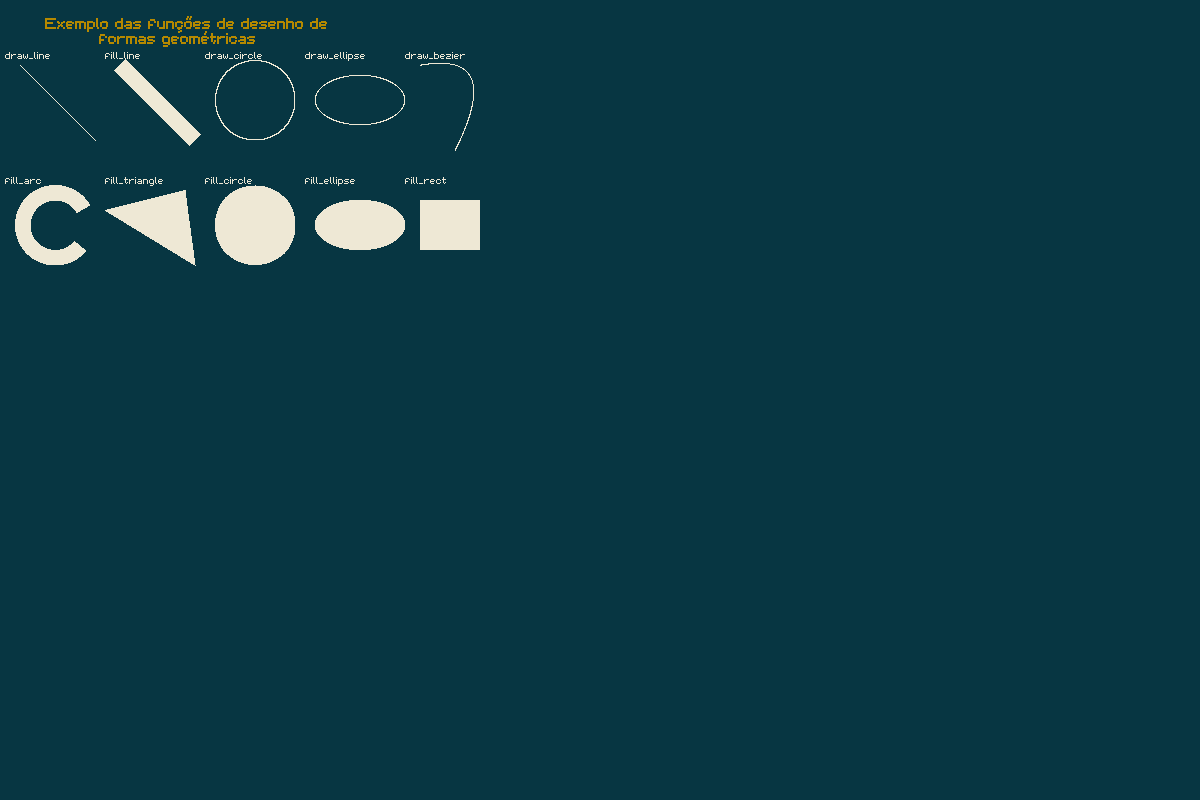 Exemplo das funções de desenho de
formas geométricas
draw_line fill_line draw_circle draw_ellipse draw_bezier
fill_arc fill_triangle fill_circle fill_ellipse fill_rect